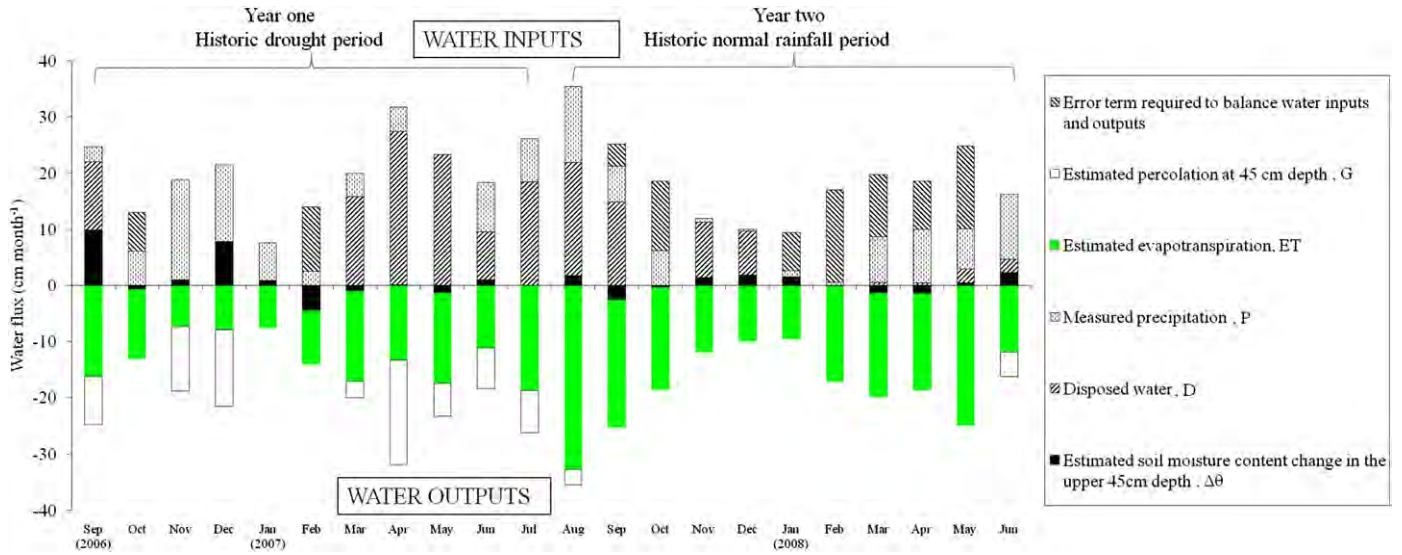 Year one
Historic drought period
WATER INPUTS
Year two
Historic normal rainfall period
Water flux (cm month-1)
40
30
20
10
0
-10
-20
-30
-40
WATER OUTPUTS
Sep Oct Nov Dec Jan Feb Mar Apr May Jun Jul Aug Sep Oct Nov Dec Jan Feb Mar Apr May Jun
(2006) (2007) (2008)
Error term required to balance water inputs
and outputs
Estimated percolation at 45 cm depth , G
Estimated evapotranspiration, ET
Measured precipitation , P
Disposed water, D
Estimated soil moisture content change in the
upper 45cm depth , Δθ